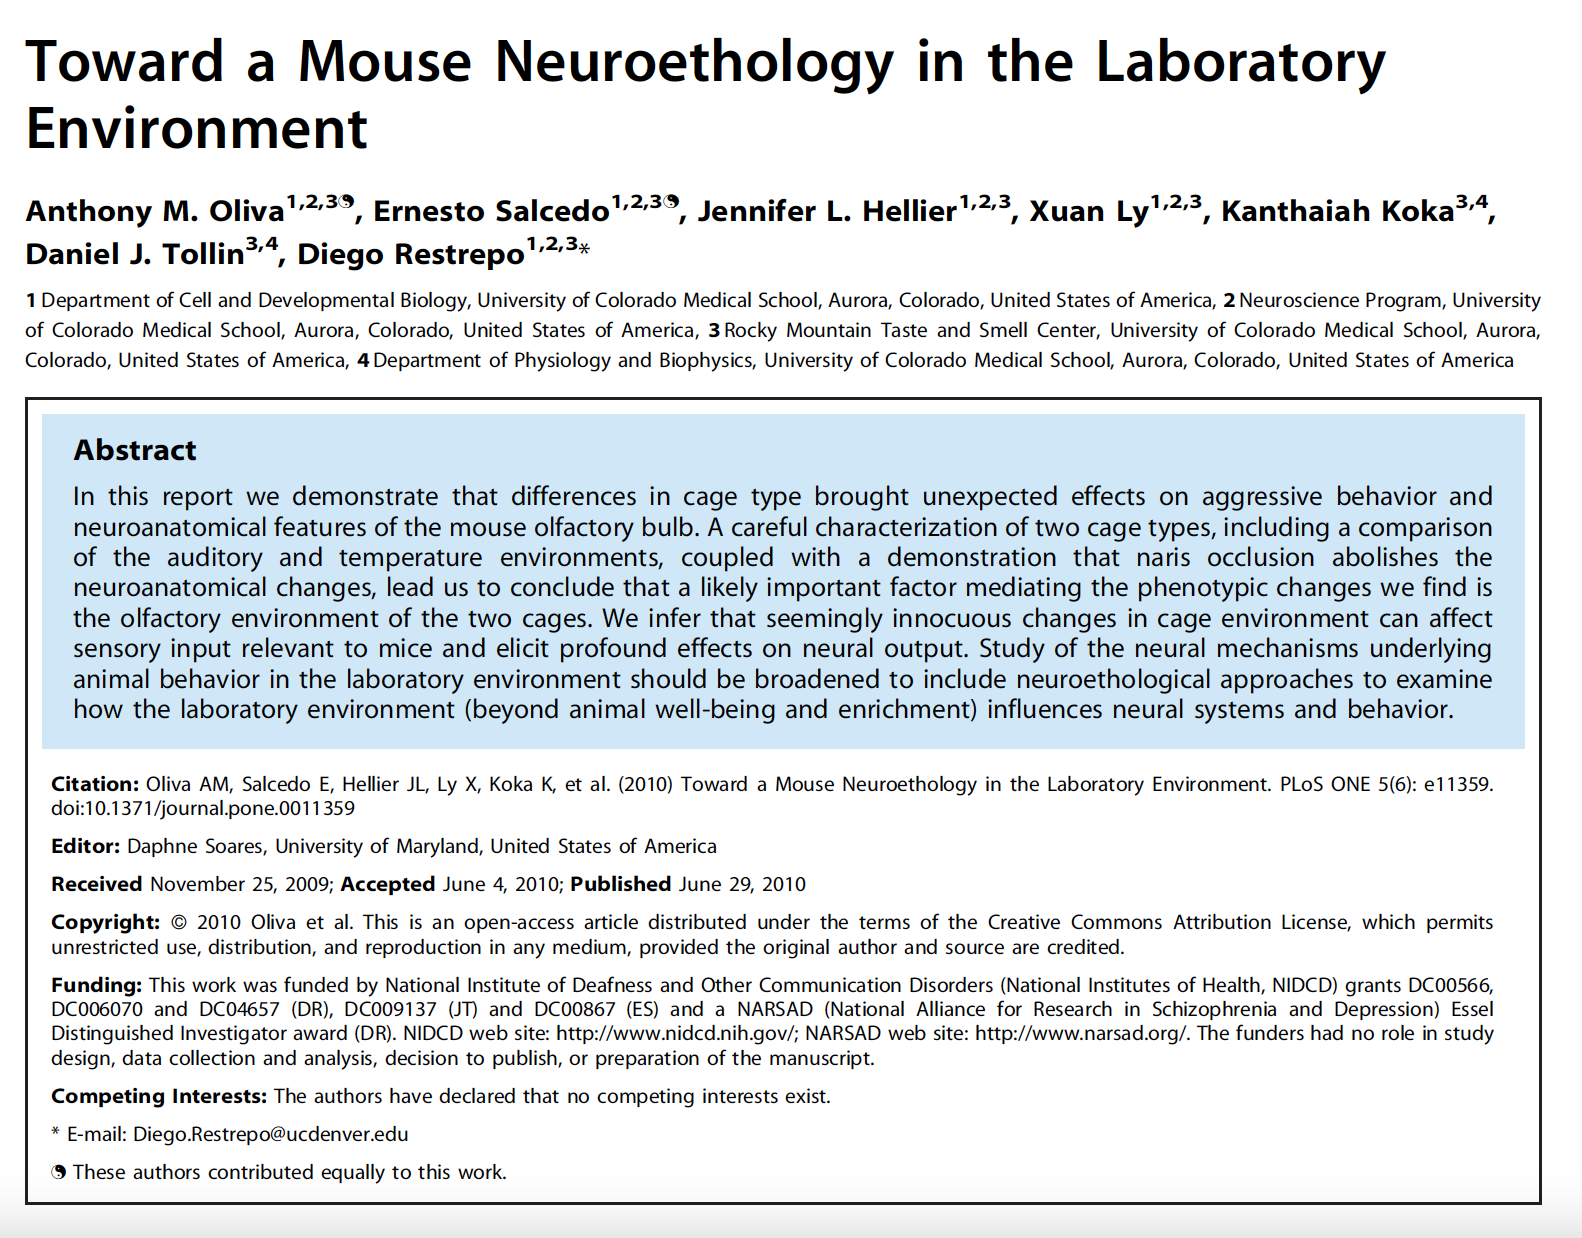 Toward a Mouse Neuroethology in the Laboratory
Environment
Anthony M. Oliva1,2,3☯, Ernesto Salcedo1,2,3☯, Jennifer L. Hellier1,2,3, Xuan Ly1,2,3, Kanthaiah Koka3,4,
Daniel J. Tollin3,4, Diego Restrepo1,2,3*
1 Department of Cell and Developmental Biology, University of Colorado Medical School, Aurora, Colorado, United States of America, 2 Neuroscience Program, University
of Colorado Medical School, Aurora, Colorado, United States of America, 3 Rocky Mountain Taste and Smell Center, University of Colorado Medical School, Aurora,
Colorado, United States of America, 4 Department of Physiology and Biophysics, University of Colorado Medical School, Aurora, Colorado, United States of America
Abstract
In this report we demonstrate that differences in cage type brought unexpected effects on aggressive behavior and
neuroanatomical features of the mouse olfactory bulb. A careful characterization of two cage types, including a comparison
of the auditory and temperature environments, coupled with a demonstration that naris occlusion abolishes the
neuroanatomical changes, lead us to conclude that a likely important factor mediating the phenotypic changes we find is
the olfactory environment of the two cages. We infer that seemingly innocuous changes in cage environment can affect
sensory input relevant to mice and elicit profound effects on neural output. Study of the neural mechanisms underlying
animal behavior in the laboratory environment should be broadened to include neuroethological approaches to examine
how the laboratory environment (beyond animal well-being and enrichment) influences neural systems and behavior.
Citation: Oliva AM, Salcedo E, Hellier JL, Ly X, Koka K, et al. (2010) Toward a Mouse Neuroethology in the Laboratory Environment. PLoS ONE 5(6): e11359.
doi:10.1371/journal.pone.0011359
Editor: Daphne Soares, University of Maryland, United States of America
Received November 25, 2009; Accepted June 4, 2010; Published June 29, 2010
Copyright: © 2010 Oliva et al. This is an open-access article distributed under the terms of the Creative Commons Attribution License, which permits
unrestricted use, distribution, and reproduction in any medium, provided the original author and source are credited.
Funding: This work was funded by National Institute of Deafness and Other Communication Disorders (National Institutes of Health, NIDCD) grants DC00566,
DC006070 and DC04657 (DR), DC009137 (JT) and DC00867 (ES) and a NARSAD (National Alliance for Research in Schizophrenia and Depression) Essel
Distinguished Investigator award (DR). NIDCD web site: http://www.nidcd.nih.gov/; NARSAD web site: http://www.narsad.org/. The funders had no role in study
design, data collection and analysis, decision to publish, or preparation of the manuscript.
Competing Interests: The authors have declared that no competing interests exist.
* E-mail: Diego.Restrepo@ucdenver.edu
☯ These authors contributed equally to this work.